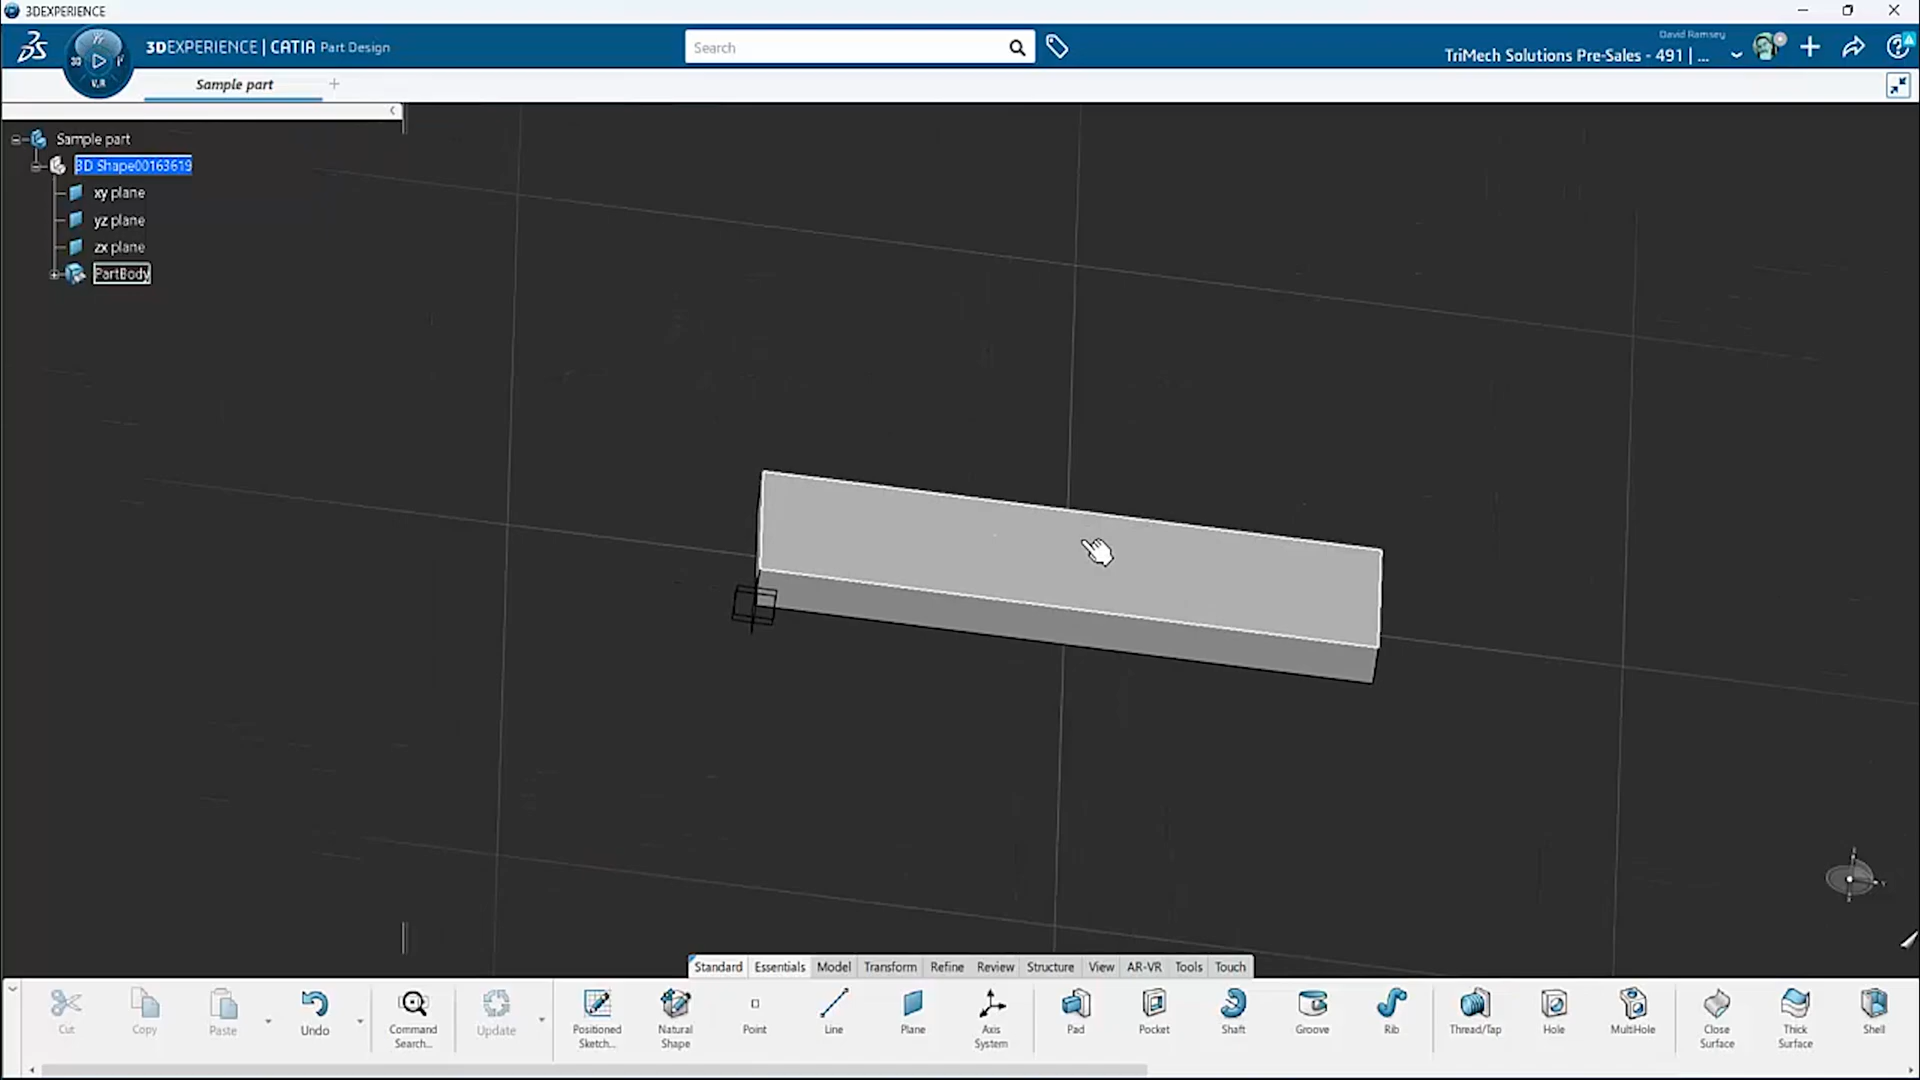 3DEXPERIENCE
3DEXPERIENCE | CATIA Part Design
Search
David Ramsey
TriMech Solutions Pre-Sales - 491 | ...
3D
V.R
Sample part
Sample part
3D Shape00163619
xy plane
yz plane
zx plane
PartBody
Standard Essentials Model Transform Refine Review Structure View AR-VR Tools Touch
Cut
Copy
Paste
Undo
Command Search...
Update
Positioned Sketch...
Natural Shape
Point
Line
Plane
Axis System
Pad
Pocket
Shaft
Groove
Rib
Thread/Tap
Hole
MultiHole
Close Surface
Thick Surface
Shell